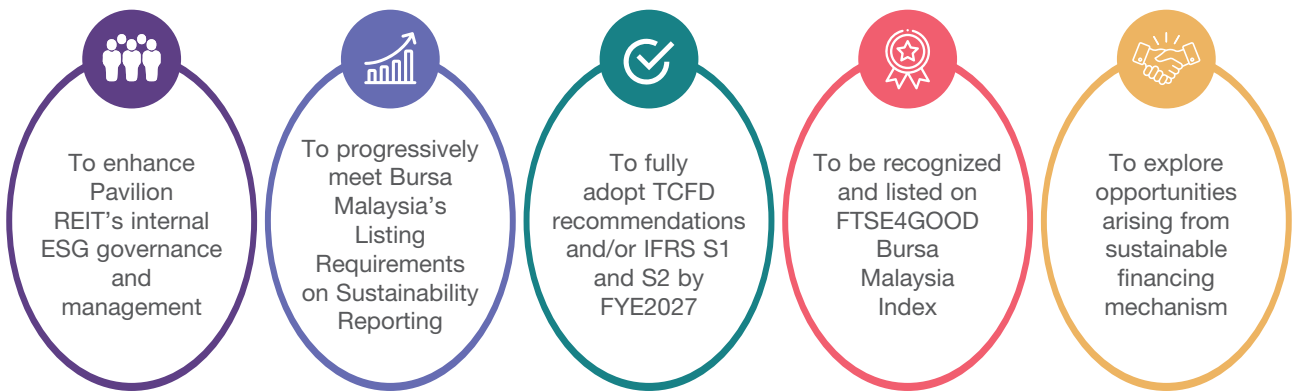 To enhance
Pavilion
REIT's internal
ESG governance
and
management
To progressively
meet Bursa
Malaysia's
Listing
Requirements
on Sustainability
Reporting
To fully
adopt TCFD
recommendations
and/or IFRS S1
and S2 by
FYE2027
To be recognized
and listed on
FTSE4GOOD
Bursa
Malaysia
Index
To explore
opportunities
arising from
sustainable
financing
mechanism